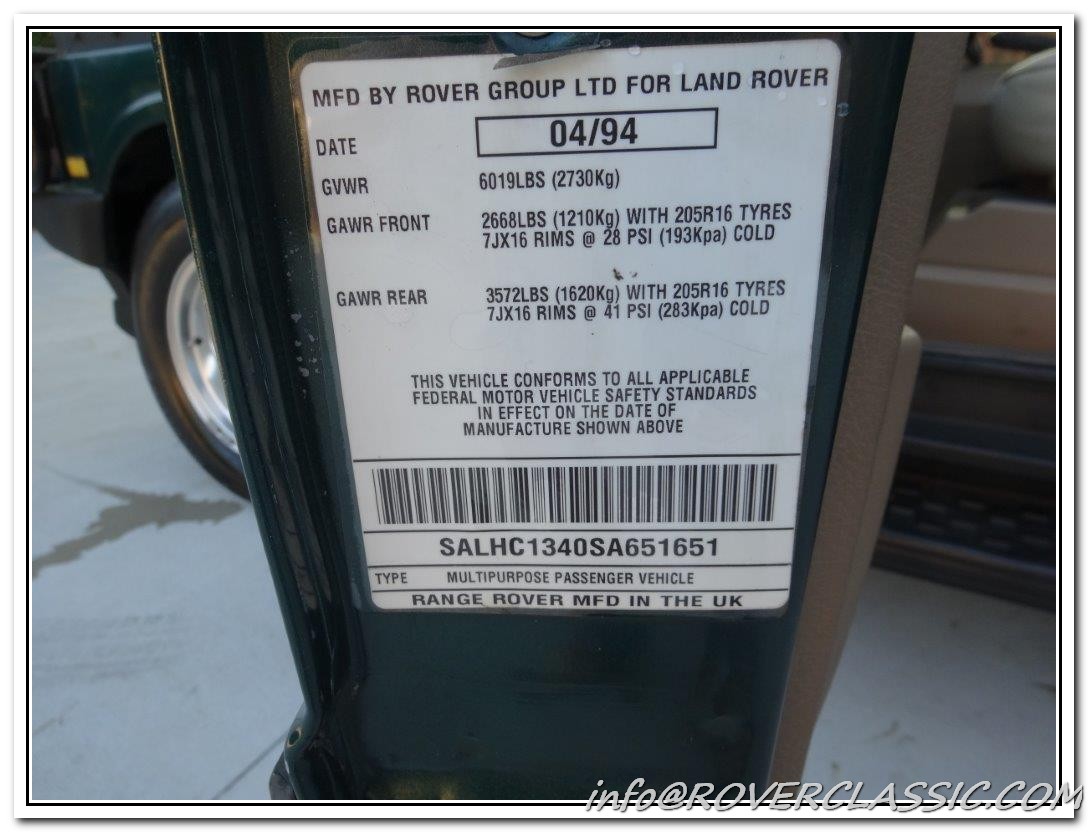 MFD BY ROVER GROUP LTD FOR LAND ROVER
DATE 04/94
GVWR 6019LBS (2730Kg)
GAWR FRONT 2668LBS (1210Kg) WITH 205R16 TYRES
7JX16 RIMS @ 28 PSI (193Kpa) COLD
GAWR REAR 3572LBS (1620Kg) WITH 205R16 TYRES
7JX16 RIMS @ 41 PSI (283Kpa) COLD
THIS VEHICLE CONFORMS TO ALL APPLICABLE
FEDERAL MOTOR VEHICLE SAFETY STANDARDS
IN EFFECT ON THE DATE OF
MANUFACTURE SHOWN ABOVE
SALHC1340SA651651
TYPE MULTIPURPOSE PASSENGER VEHICLE
RANGE ROVER MFD IN THE UK
info@ROVERCLASSIC.COM